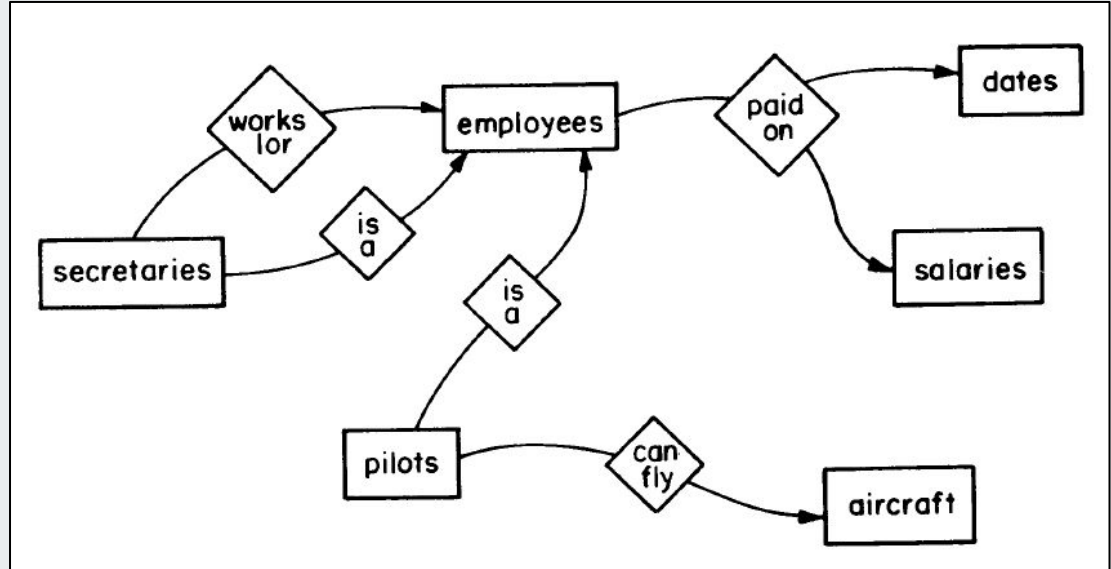 works
lor
employees
paid
on
dates
is
a
secretaries
salaries
is
a
pilots
can
fly
aircraft